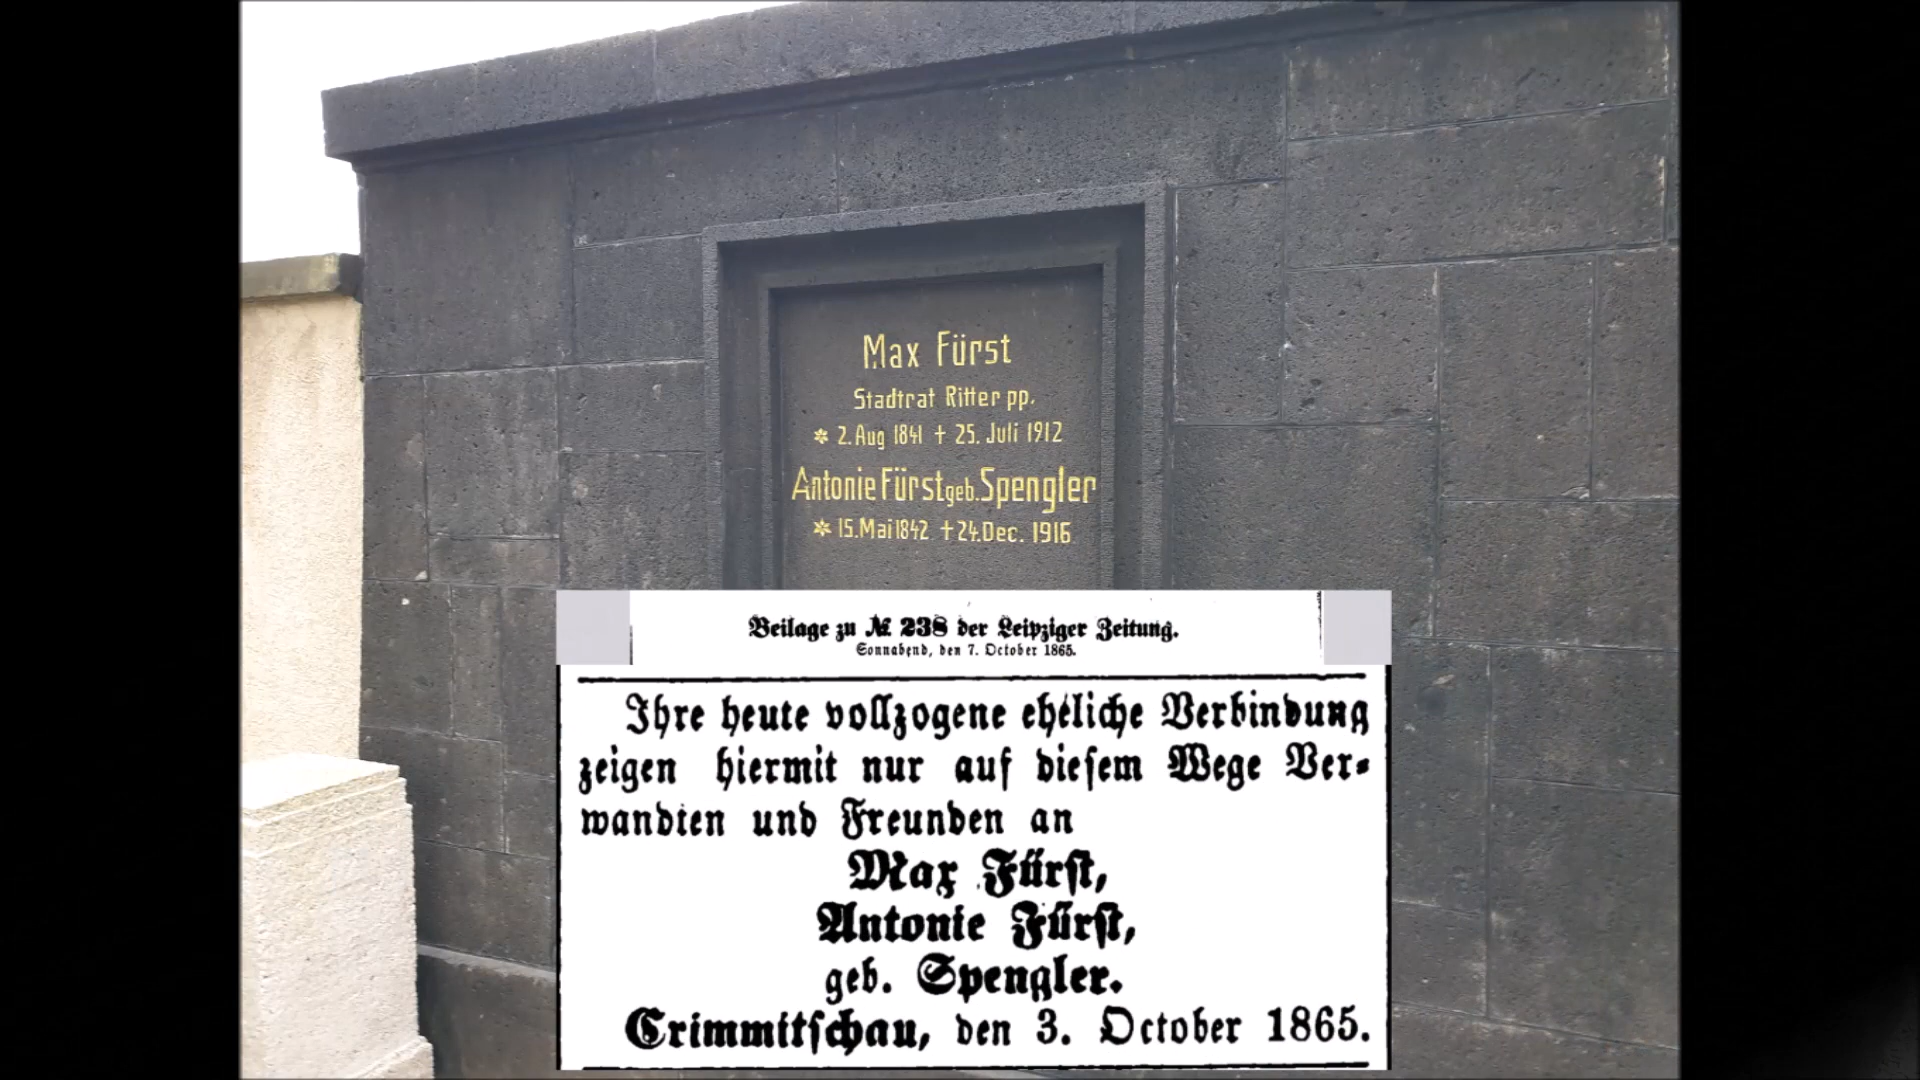 Max Fürst
Stadtrat Ritter pp.
* 2. Aug 1841 + 25. Juli 1912
Antonie Fürst geb. Spengler
* 15. Mai 1842 + 24. Dec. 1916
Beilage zu № 238 der Leipziger Zeitung.
Sonnabend, den 7. October 1865.
Ihre heute vollzogene eheliche Verbindung
zeigen hiermit nur auf diesem Wege Ver-
wandten und Freunden an
Max Fürst,
Antonie Fürst,
geb. Spengler.
Crimmitschau, den 3. October 1865.